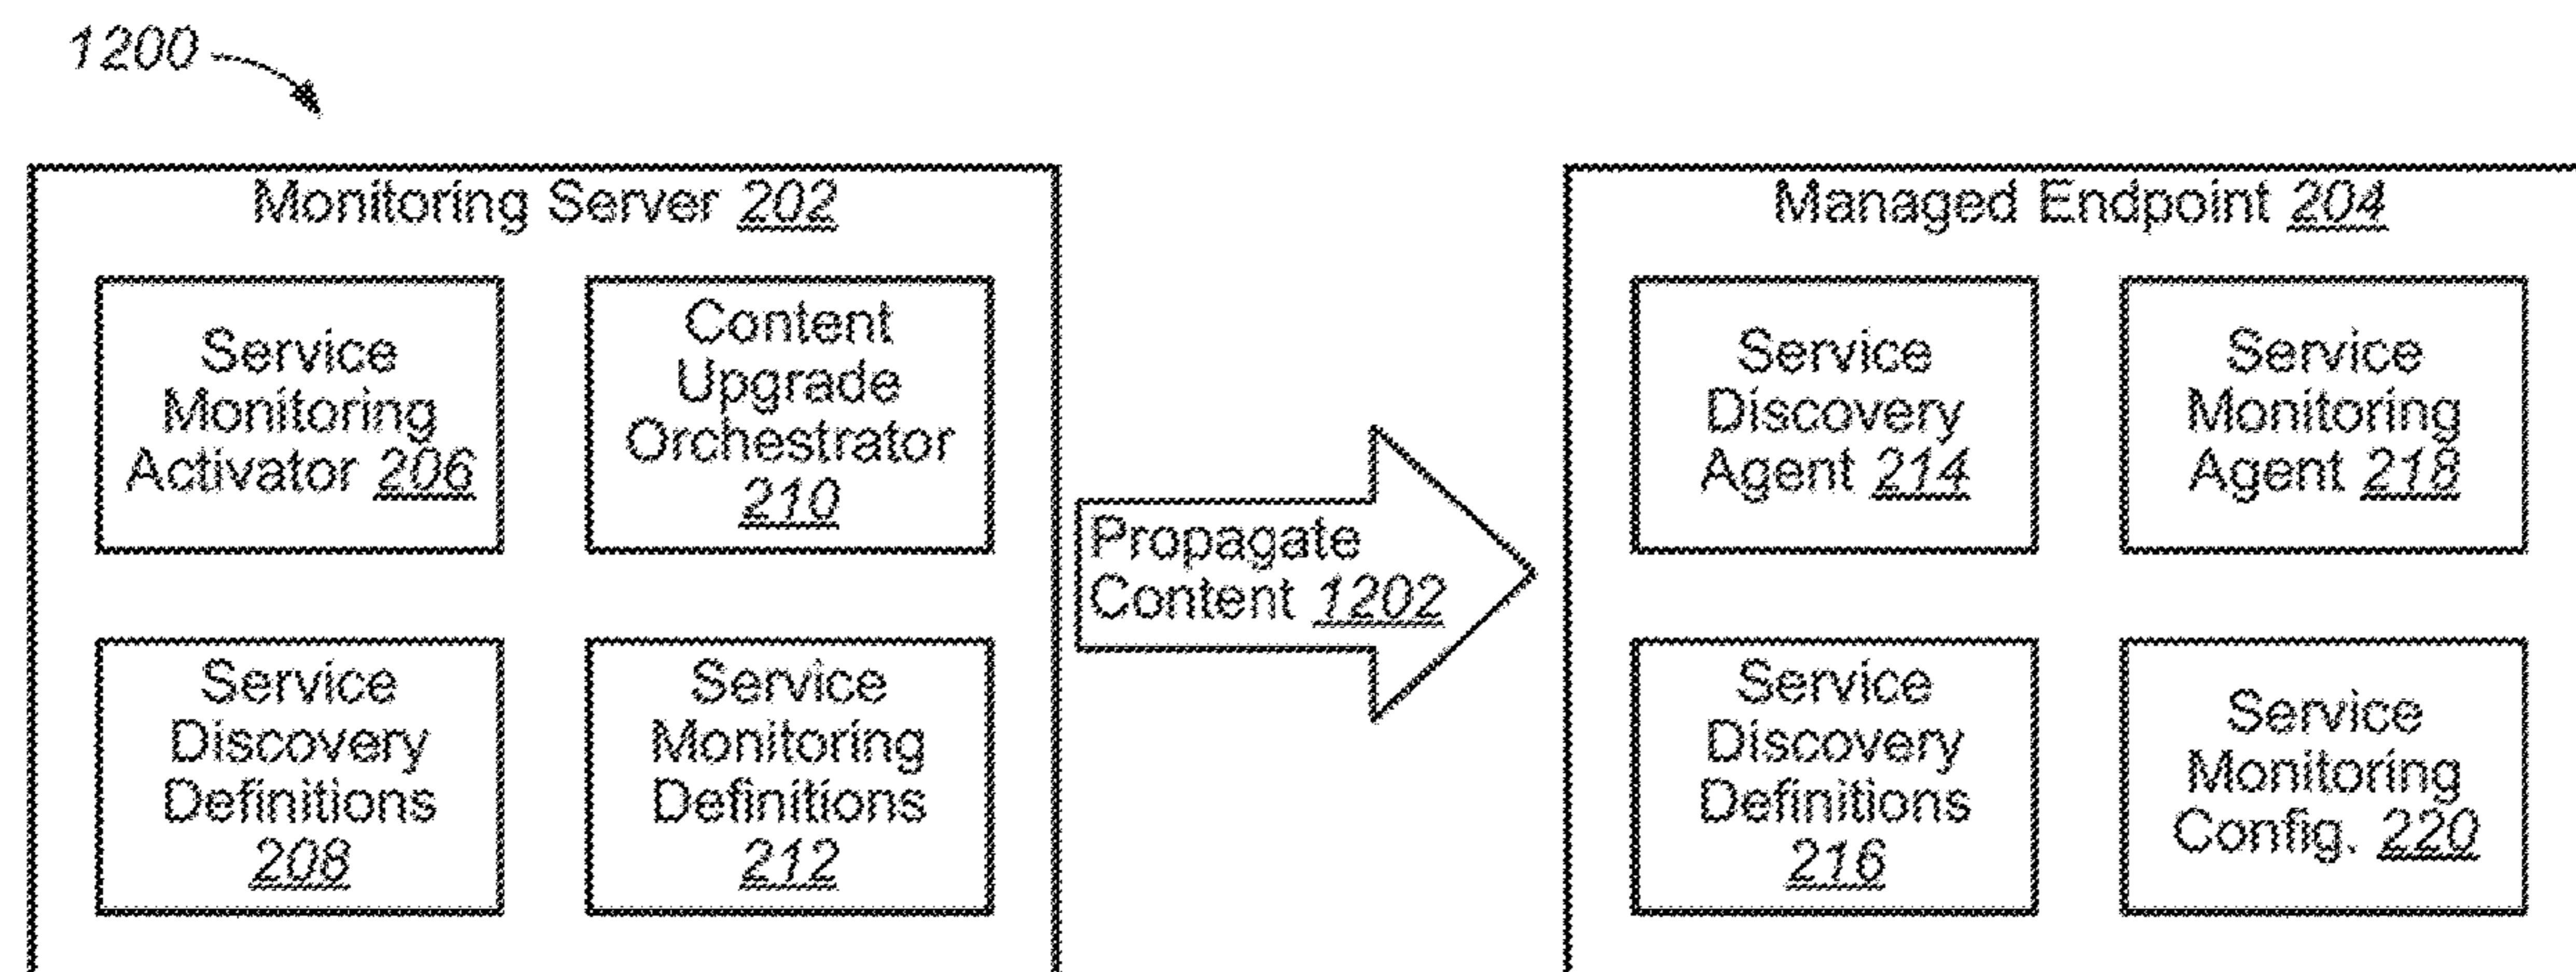 1200
Monitoring Server 202
Service
Monitoring
Activator 206
Content
Upgrade
Orchestrator
210
Service
Discovery
Definitions
208
Service
Monitoring
Definitions
212
Propagate
Content 1202
Managed Endpoint 204
Service
Discovery
Agent 214
Service
Monitoring
Agent 218
Service
Discovery
Definitions
216
Service
Monitoring
Config. 220